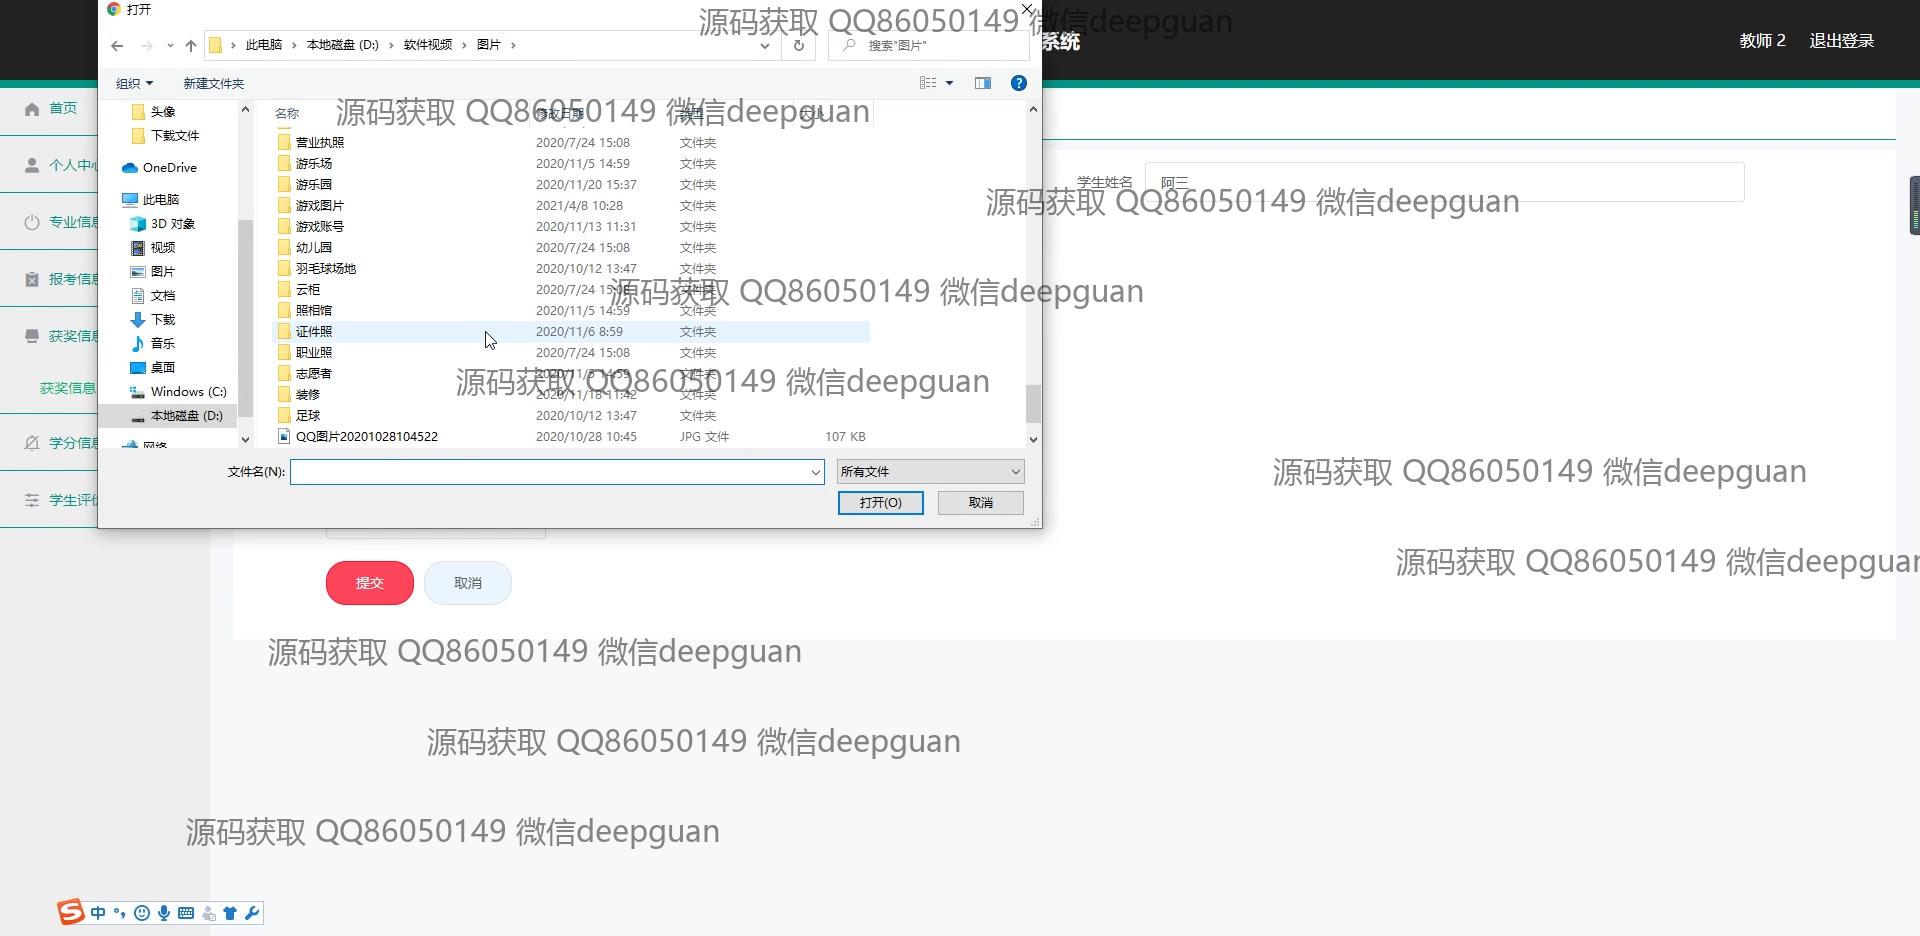 打开
源码获取 QQ86050149 微信deepguan
此电脑 › 本地磁盘 (D:) › 软件视频 › 图片 ›
搜索"图片"
系统
教师 2 退出登录
组织 新建文件夹
名称 修改日期 类型 大小
源码获取 QQ86050149 微信deepguan
首页
个人中心
专业信息
报考信息
获奖信息
获奖信息
学分信息
学生评价
头像
下载文件
OneDrive
此电脑
3D 对象
视频
图片
文档
下载
音乐
桌面
Windows (C:)
本地磁盘 (D:)
网络
营业执照 2020/7/24 15:08 文件夹
游乐场 2020/11/5 14:59 文件夹
游乐园 2020/11/20 15:37 文件夹
游戏图片 2021/4/8 10:28 文件夹
游戏账号 2020/11/13 11:31 文件夹
幼儿园 2020/7/24 15:08 文件夹
羽毛球场地 2020/10/12 13:47 文件夹
云柜 2020/7/24 15:08 文件夹
照相馆 2020/11/5 14:59 文件夹
证件照 2020/11/6 8:59 文件夹
职业照 2020/7/24 15:08 文件夹
志愿者 2020/11/5 14:59 文件夹
装修 2020/11/18 11:42 文件夹
足球 2020/10/12 13:47 文件夹
QQ图片20201028104522 2020/10/28 10:45 JPG 文件 107 KB
学生姓名 阿三
源码获取 QQ86050149 微信deepguan
源码获取 QQ86050149 微信deepguan
源码获取 QQ86050149 微信deepguan
文件名(N): 所有文件
打开(O) 取消
源码获取 QQ86050149 微信deepguan
源码获取 QQ86050149 微信deepguan
提交 取消
源码获取 QQ86050149 微信deepguan
源码获取 QQ86050149 微信deepguan
源码获取 QQ86050149 微信deepguan
中